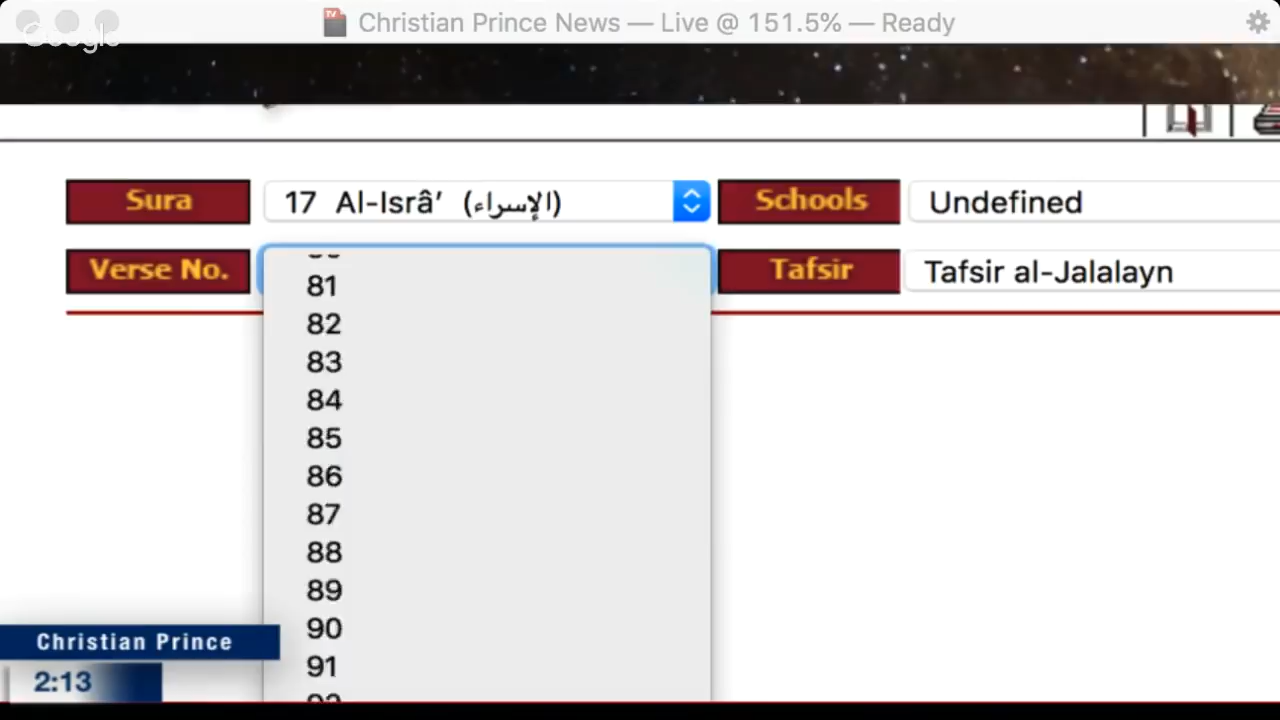 Christian Prince News — Live @ 151.5% — Ready
Google
Sura
17 Al-Isrâ’ (الإسراء)
Schools
Undefined
Verse No.
Tafsir
Tafsir al-Jalalayn
81
82
83
84
85
86
87
88
89
90
91
Christian Prince
2:13